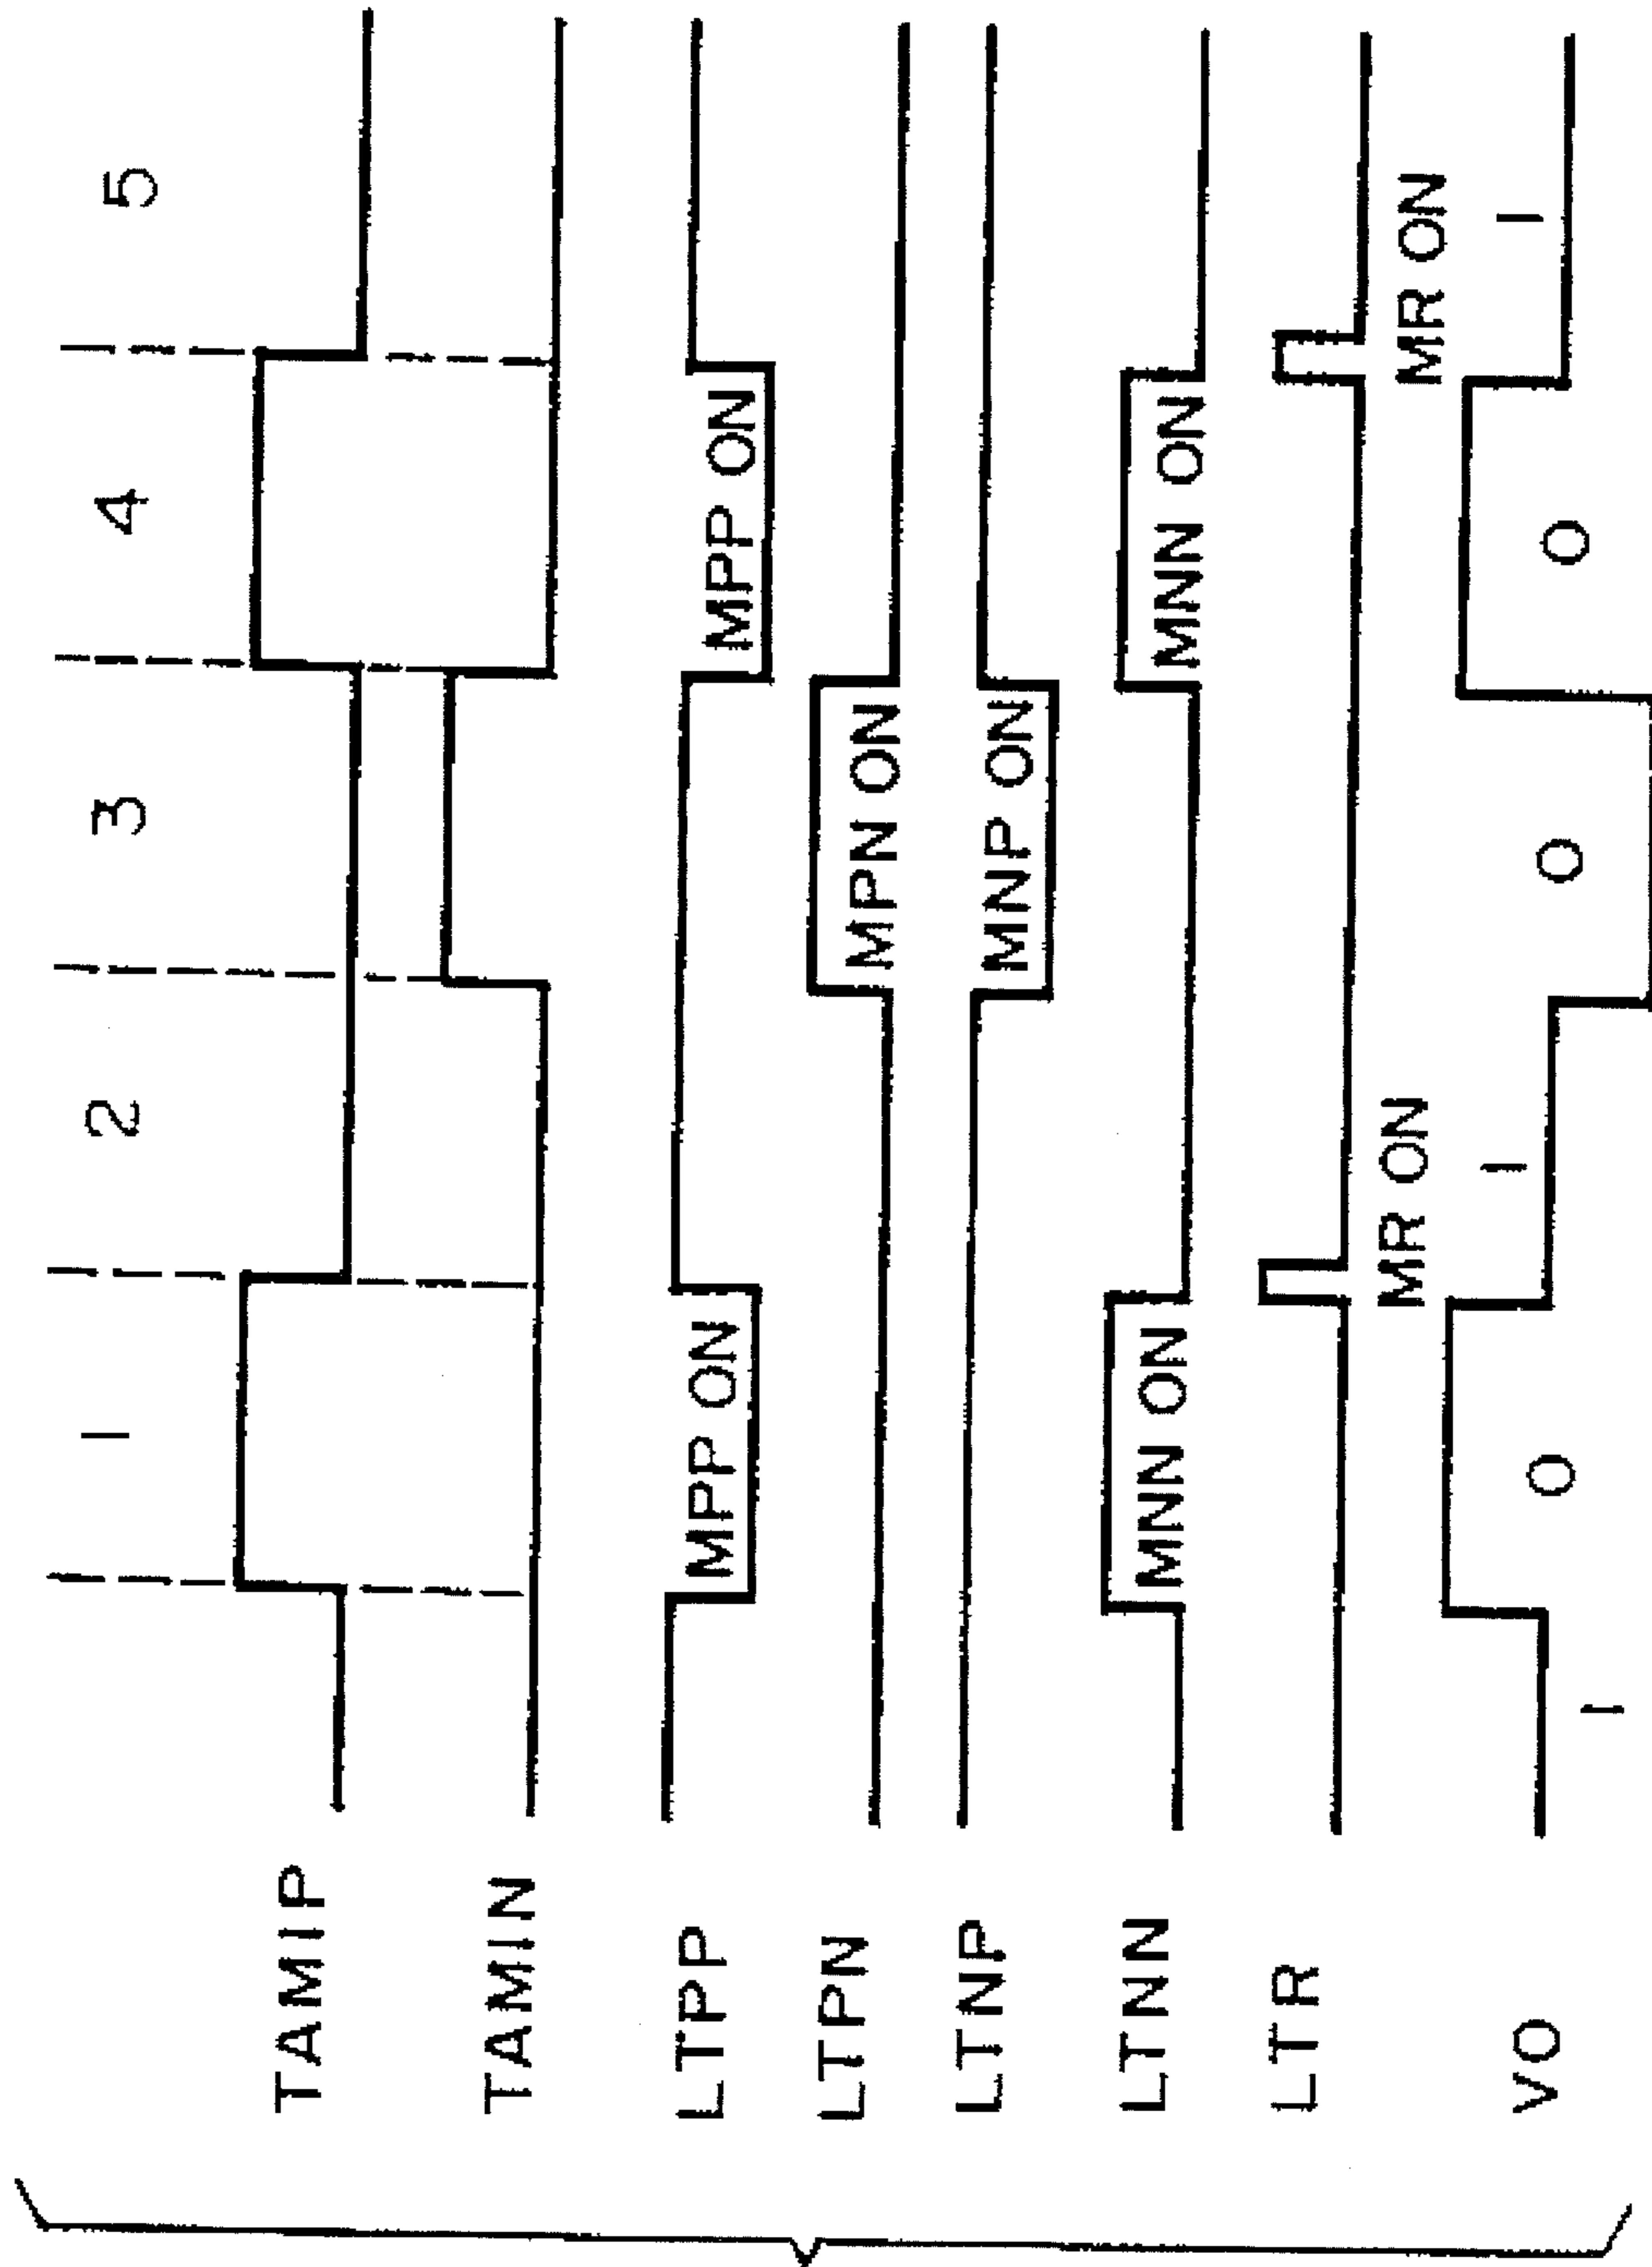 1 2 3 4 5
TAMIP
TAMIN
LTPP MPP ON MPP ON
LTPN MPN ON
LTNP MNP ON
LTNN MNN ON MNN ON
LTR
MR ON MR ON
VO 1 0 1 0 0 1